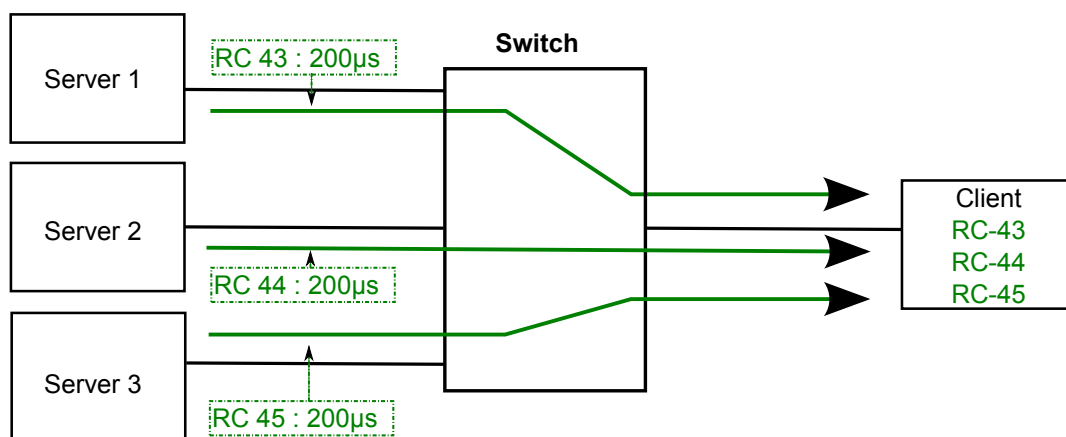 Server 1
RC 43 : 200µs
Switch
Server 2
RC 44 : 200µs
Server 3
RC 45 : 200µs
Client
RC-43
RC-44
RC-45